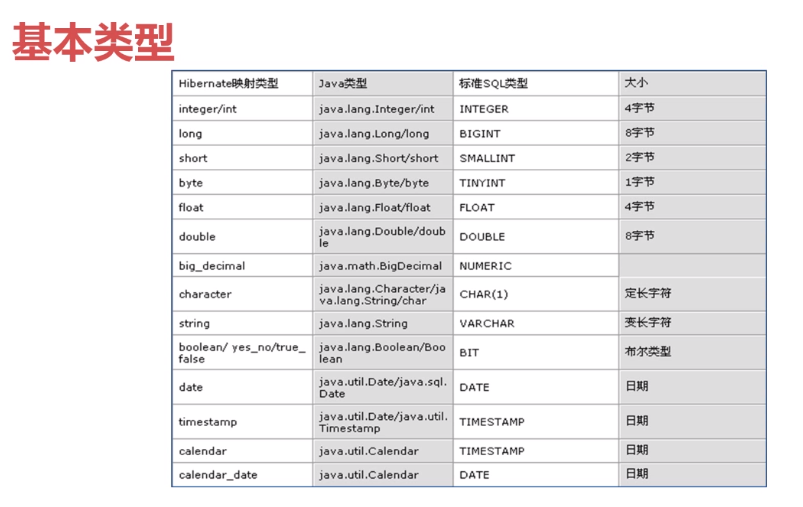 基本类型
Hibernate映射类型 Java类型 标准SQL类型 大小
integer/int java.lang.Integer/int INTEGER 4字节
long java.lang.Long/long BIGINT 8字节
short java.lang.Short/short SMALLINT 2字节
byte java.lang.Byte/byte TINYINT 1字节
float java.lang.Float/float FLOAT 4字节
double java.lang.Double/doub
le DOUBLE 8字节
big_decimal java.math.BigDecimal NUMERIC
character java.lang.Character/ja
va.lang.String/char CHAR(1) 定长字符
string java.lang.String VARCHAR 变长字符
boolean/ yes_no/true_
false java.lang.Boolean/Boo
lean BIT 布尔类型
date java.util.Date/java.sql.
Date DATE 日期
timestamp java.util.Date/java.util.
Timestamp TIMESTAMP 日期
calendar java.util.Calendar TIMESTAMP 日期
calendar_date java.util.Calendar DATE 日期